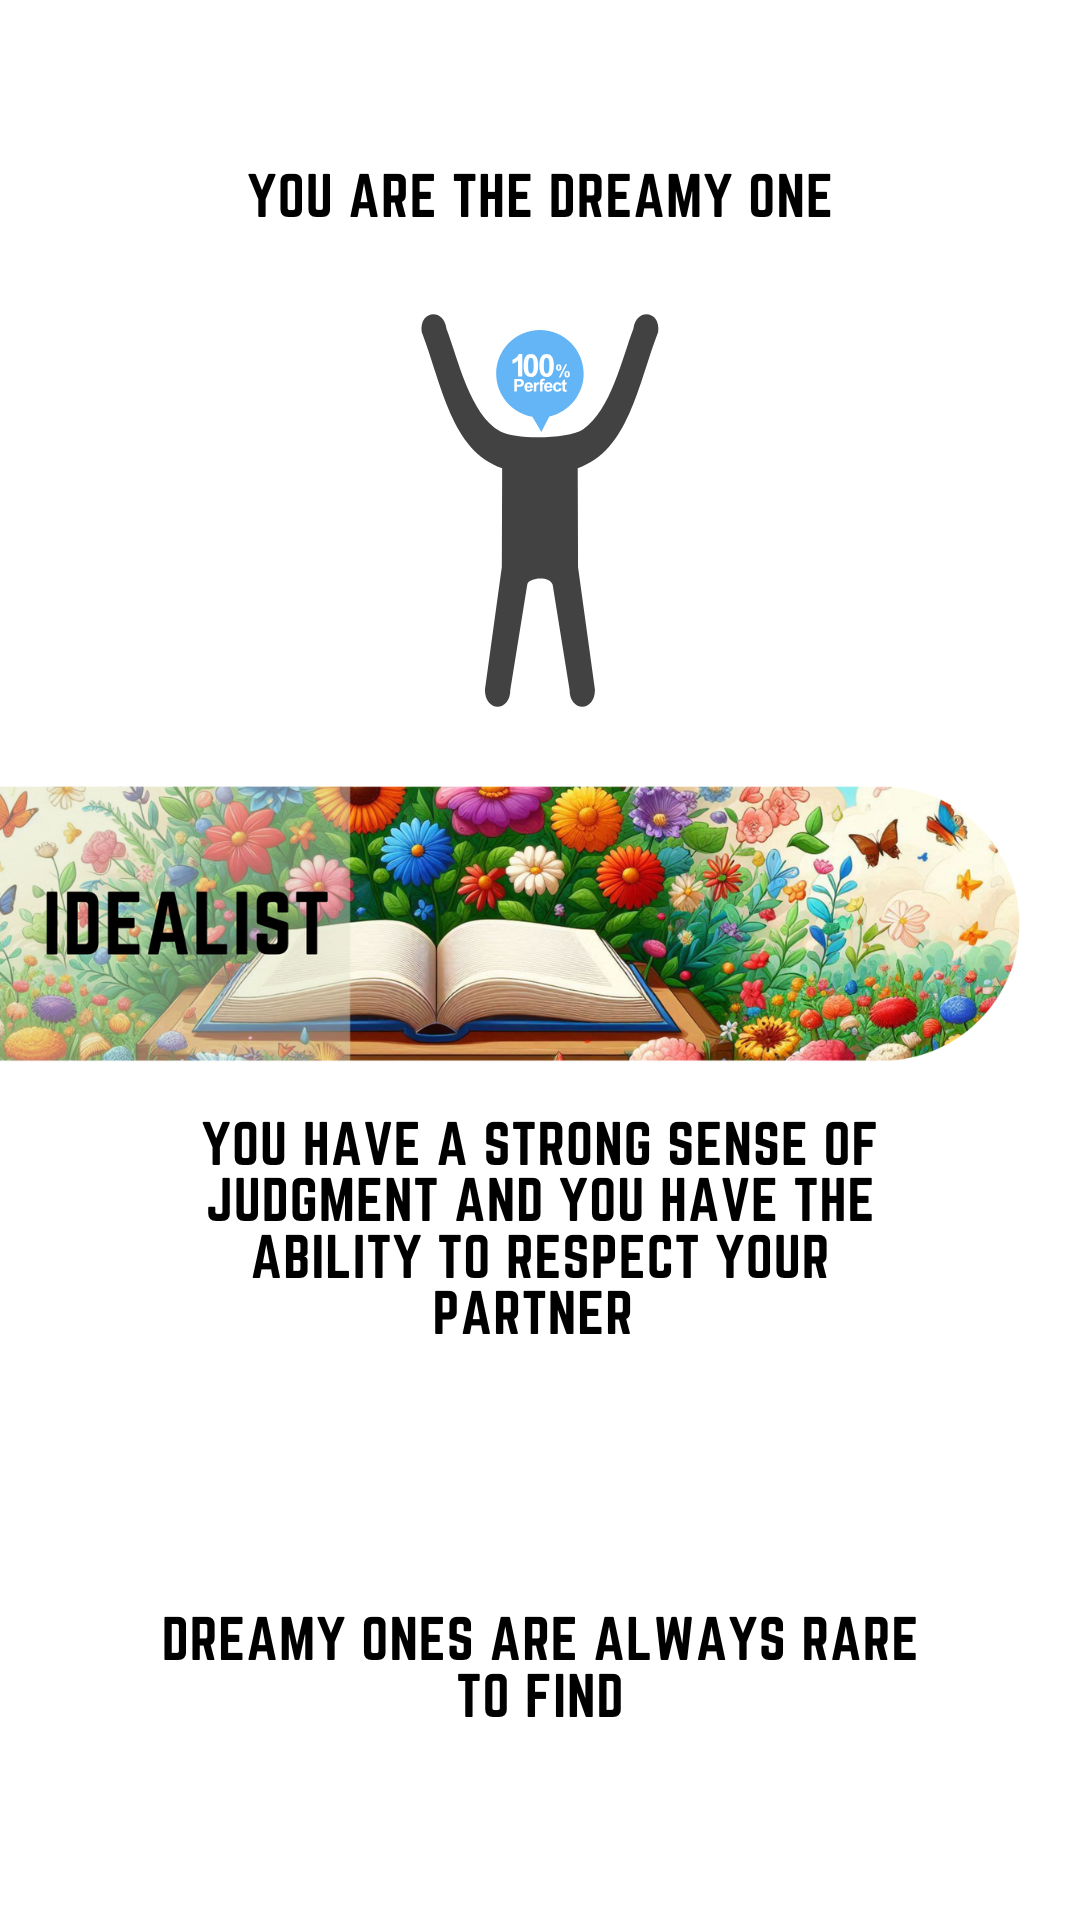 YOU ARE THE DREAMY ONE
100%
Perfect
IDEALIST
YOU HAVE A STRONG SENSE OF
JUDGMENT AND YOU HAVE THE
ABILITY TO RESPECT YOUR
PARTNER
DREAMY ONES ARE ALWAYS RARE
TO FIND